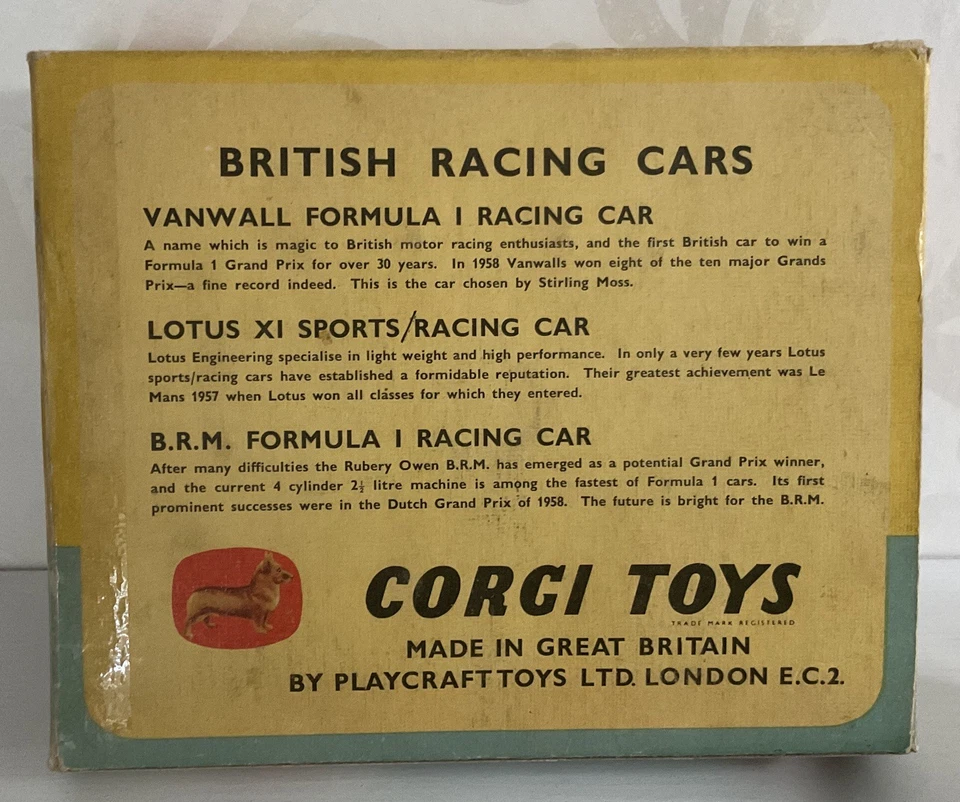 BRITISH RACING CARS
VANWALL FORMULA I RACING CAR
A name which is magic to British motor racing enthusiasts, and the first British car to win a
Formula 1 Grand Prix for over 30 years. In 1958 Vanwalls won eight of the ten major Grands
Prix—a fine record indeed. This is the car chosen by Stirling Moss.
LOTUS XI SPORTS/RACING CAR
Lotus Engineering specialise in light weight and high performance. In only a very few years Lotus
sports/racing cars have established a formidable reputation. Their greatest achievement was Le
Mans 1957 when Lotus won all classes for which they entered.
B.R.M. FORMULA I RACING CAR
After many difficulties the Rubery Owen B.R.M. has emerged as a potential Grand Prix winner,
and the current 4 cylinder 2½ litre machine is among the fastest of Formula 1 cars. Its first
prominent successes were in the Dutch Grand Prix of 1958. The future is bright for the B.R.M.
CORGI TOYS
TRADE MARK REGISTERED
MADE IN GREAT BRITAIN
BY PLAYCRAFT TOYS LTD. LONDON E.C.2.